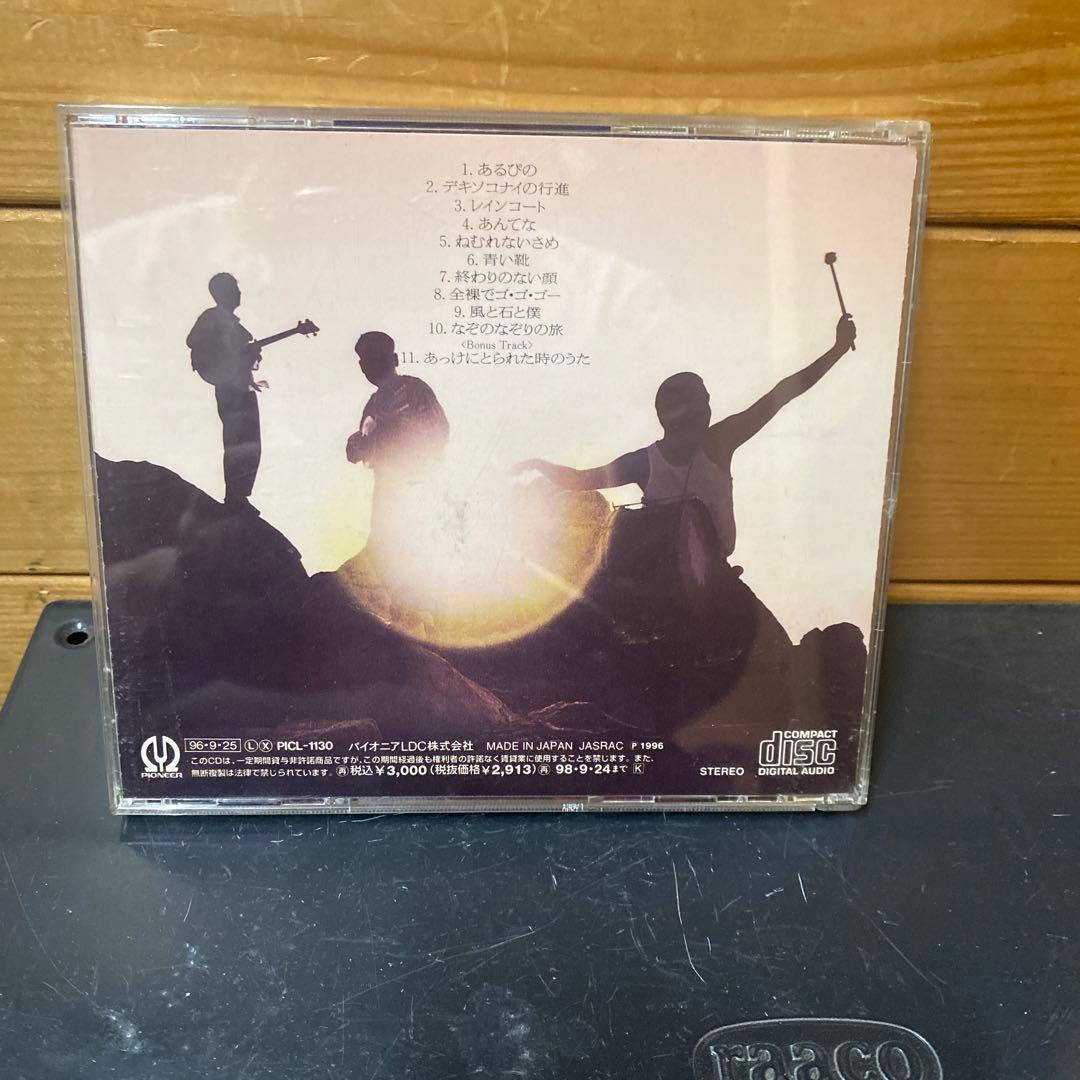 1. あるぴの
2. デキソコナイの行進
3. レインコート
4. あんてな
5. ねむれないさめ
6. 青い靴
7. 終わりのない顔
8. 全裸でゴ・ゴ・ゴー
9. 風と石と僕
10. なぞのなぞりの旅
〈Bonus Track〉
11. あっけにとられた時のうた
PIONEER
96・9・25 Ⓛ Ⓧ PICL-1130 パイオニアLDC株式会社 MADE IN JAPAN JASRAC P 1996
このCDは、一定期間貸与非許諾商品ですが、この期間経過後も権利者の許諾なく賃貸業に使用することを禁じます。また、
無断複製は法律で禁じられています。 ㊢税込¥3,000(税抜価格¥2,913)㊢ 98・9・24まで K
STEREO
COMPACT
disc
DIGITAL AUDIO
raaco